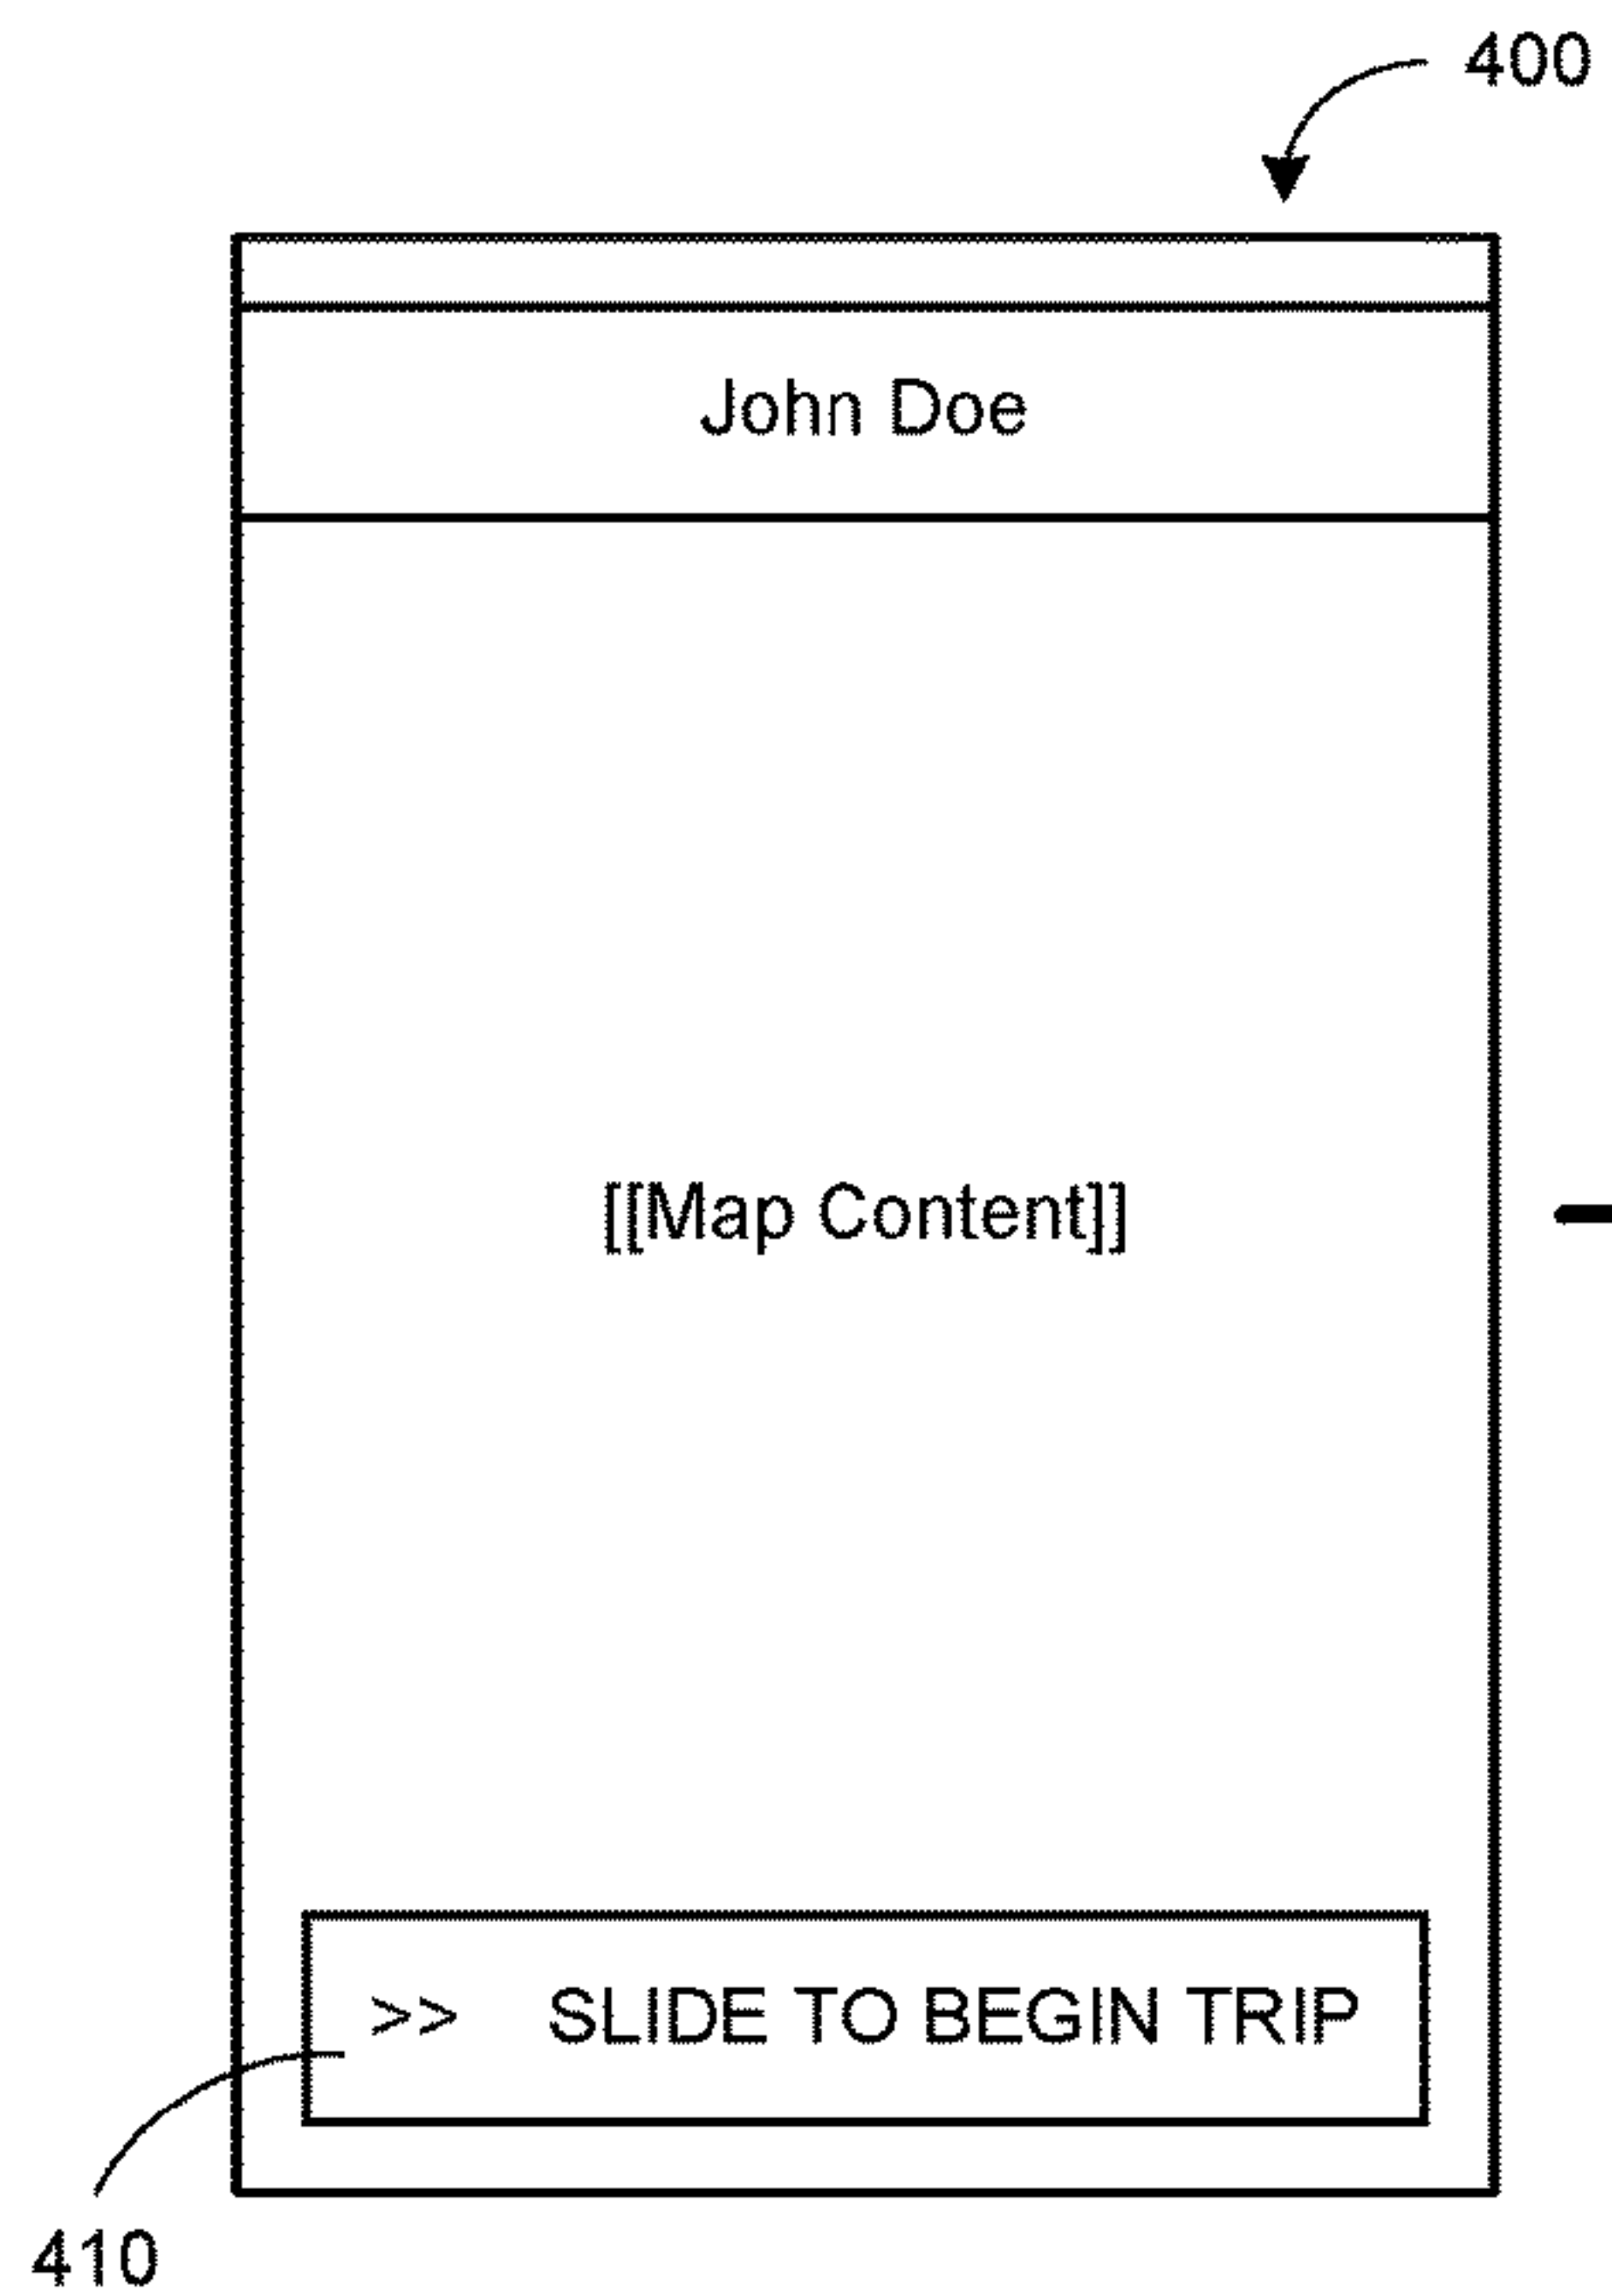 400
John Doe
[[Map Content]]
>> SLIDE TO BEGIN TRIP
410